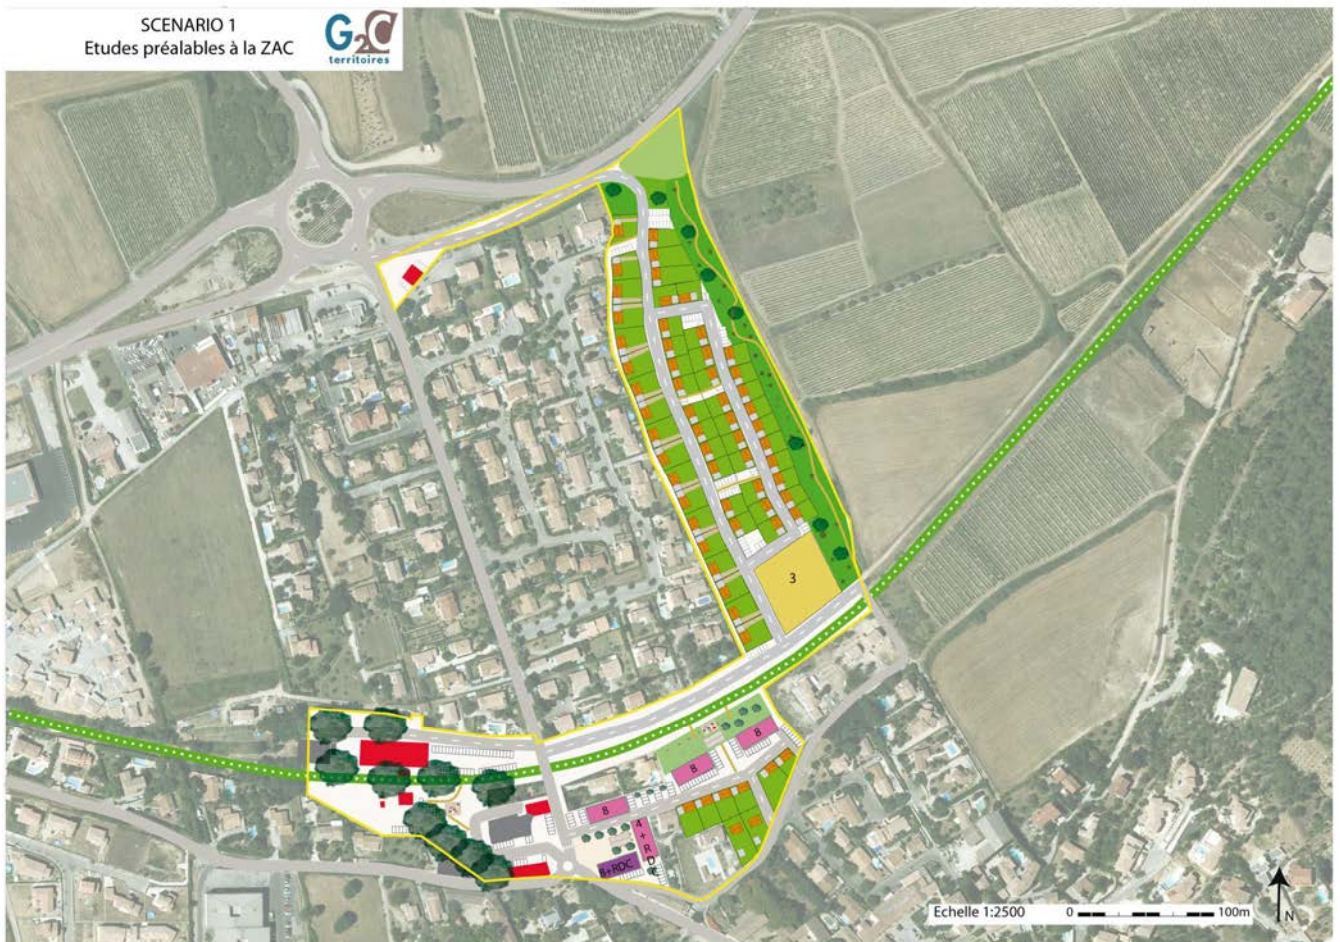 SCENARIO 1
Etudes préalables à la ZAC
G2C
territoires
3
8
8
8
4
+
R
D
C
8+RDC
Echelle 1:2500
0
100m
N